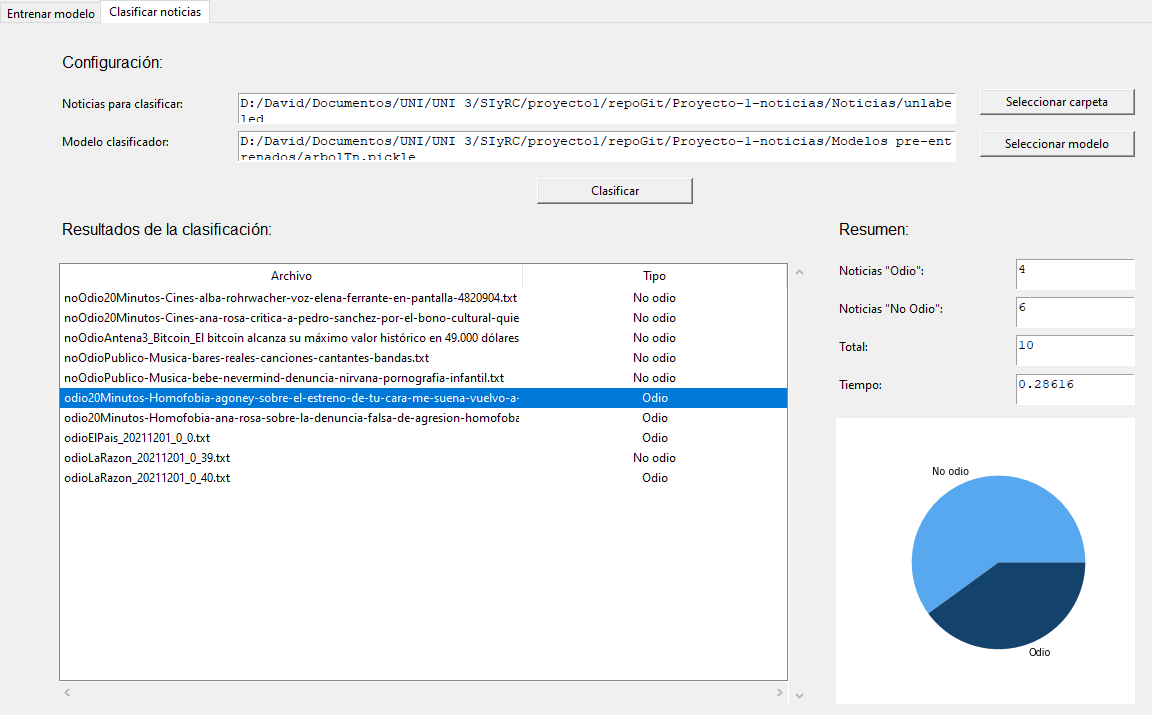 Entrenar modelo
Clasificar noticias
Configuración:
Noticias para clasificar:
D:/David/Documentos/UNI/UNI 3/SIyRC/proyecto1/repoGit/Proyecto-1-noticias/Noticias/unlabe
led
Seleccionar carpeta
Modelo clasificador:
D:/David/Documentos/UNI/UNI 3/SIyRC/proyecto1/repoGit/Proyecto-1-noticias/Modelos pre-ent
renados/arbolTn.pickle
Seleccionar modelo
Clasificar
Resultados de la clasificación:
Archivo Tipo
noOdio20Minutos-Cines-alba-rohrwacher-voz-elena-ferrante-en-pantalla-4820904.txt No odio
noOdio20Minutos-Cines-ana-rosa-critica-a-pedro-sanchez-por-el-bono-cultural-quie No odio
noOdioAntena3_Bitcoin_El bitcoin alcanza su máximo valor histórico en 49.000 dólares No odio
noOdioPublico-Musica-bares-reales-canciones-cantantes-bandas.txt No odio
noOdioPublico-Musica-bebe-nevermind-denuncia-nirvana-pornografia-infantil.txt No odio
odio20Minutos-Homofobia-agoney-sobre-el-estreno-de-tu-cara-me-suena-vuelvo-a- Odio
odio20Minutos-Homofobia-ana-rosa-sobre-la-denuncia-falsa-de-agresion-homofoba Odio
odioElPais_20211201_0_0.txt Odio
odioLaRazon_20211201_0_39.txt No odio
odioLaRazon_20211201_0_40.txt Odio
Resumen:
Noticias "Odio": 4
Noticias "No Odio": 6
Total: 10
Tiempo: 0.28616
No odio
Odio